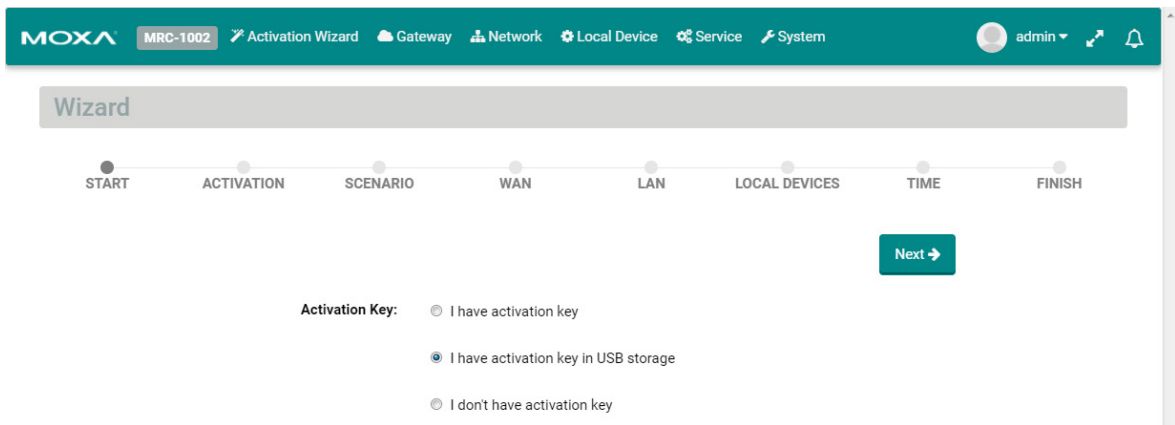 MOXA MRC-1002 Activation Wizard Gateway Network Local Device Service System admin
Wizard
START ACTIVATION SCENARIO WAN LAN LOCAL DEVICES TIME FINISH
Next
Activation Key: I have activation key
I have activation key in USB storage
I don't have activation key